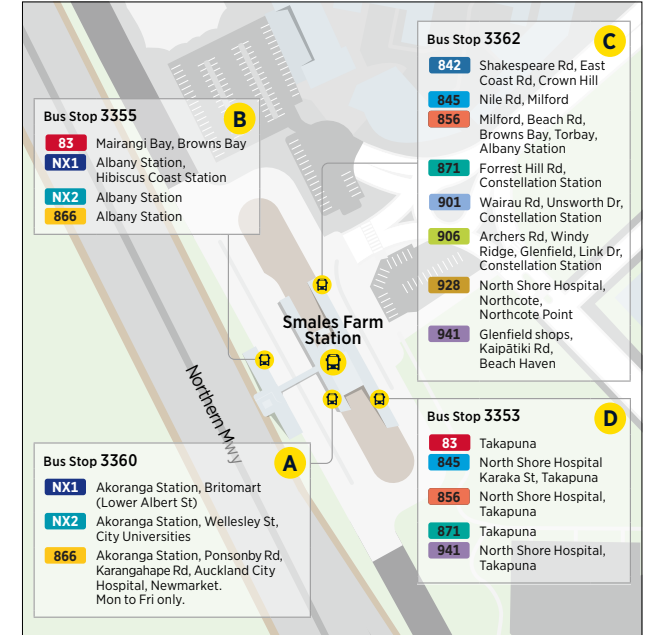 Bus Stop 3362
C
842 Shakespeare Rd, East
Coast Rd, Crown Hill
845 Nile Rd, Milford
856 Milford, Beach Rd,
Browns Bay, Torbay,
Albany Station
871 Forrest Hill Rd,
Constellation Station
901 Wairau Rd, Unsworth Dr,
Constellation Station
906 Archers Rd, Windy
Ridge, Glenfield, Link Dr,
Constellation Station
928 North Shore Hospital,
Northcote,
Northcote Point
941 Glenfield shops,
Kaipātiki Rd,
Beach Haven
Bus Stop 3355
B
83 Mairangi Bay, Browns Bay
NX1 Albany Station,
Hibiscus Coast Station
NX2 Albany Station
866 Albany Station
Smales Farm
Station
Northern Mwy
Bus Stop 3360
A
NX1 Akoranga Station, Britomart
(Lower Albert St)
NX2 Akoranga Station, Wellesley St,
City Universities
866 Akoranga Station, Ponsonby Rd,
Karangahape Rd, Auckland City
Hospital, Newmarket.
Mon to Fri only.
Bus Stop 3353
D
83 Takapuna
845 North Shore Hospital
Karaka St, Takapuna
856 North Shore Hospital,
Takapuna
871 Takapuna
941 North Shore Hospital,
Takapuna